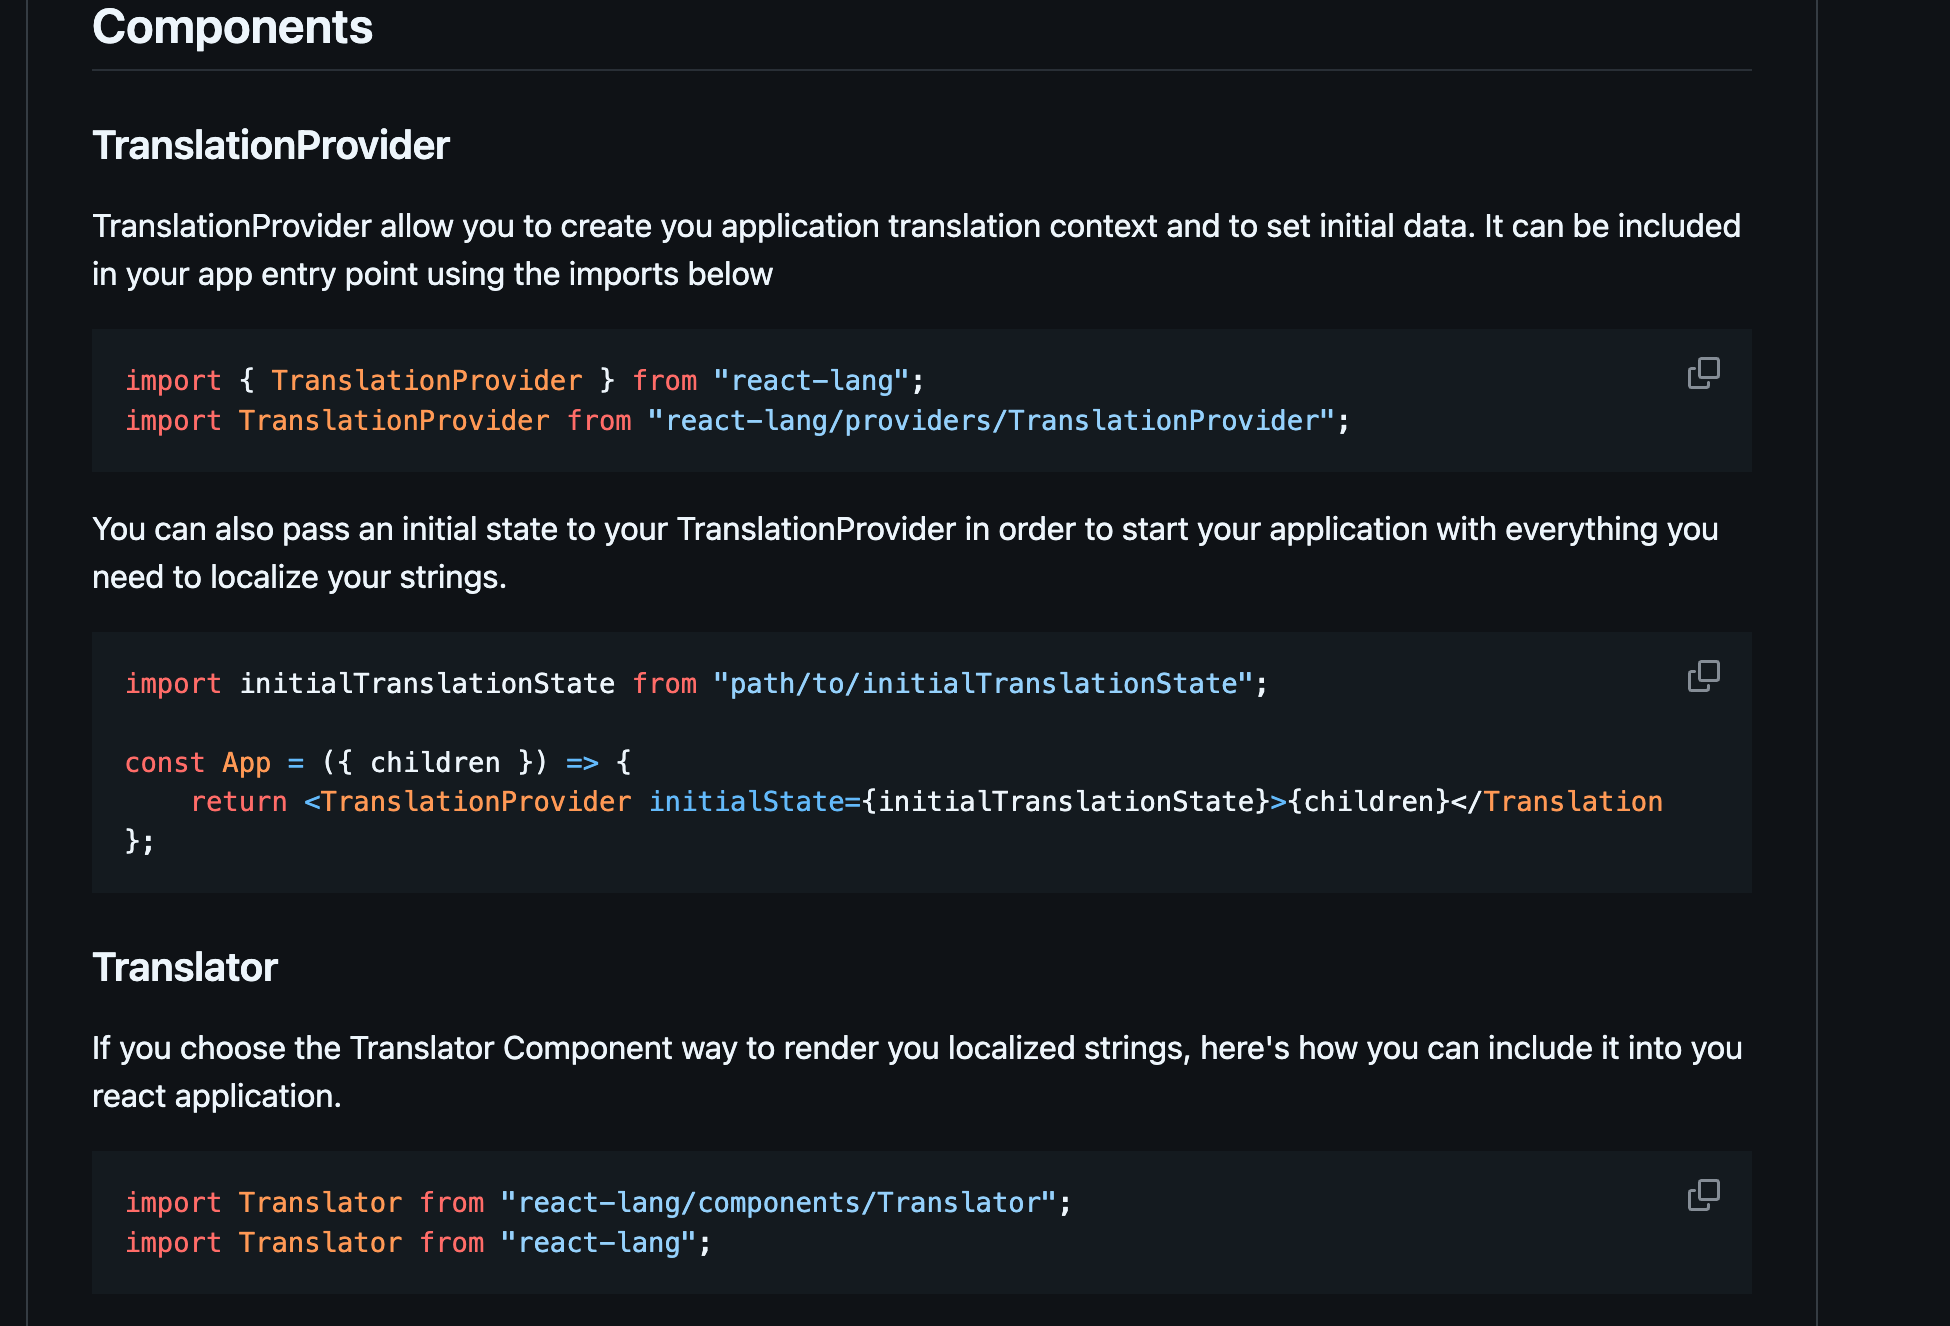 Components
TranslationProvider
TranslationProvider allow you to create you application translation context and to set initial data. It can be included
in your app entry point using the imports below
import { TranslationProvider } from "react-lang";
import TranslationProvider from "react-lang/providers/TranslationProvider";
You can also pass an initial state to your TranslationProvider in order to start your application with everything you
need to localize your strings.
import initialTranslationState from "path/to/initialTranslationState";
const App = ({ children }) => {
    return <TranslationProvider initialState={initialTranslationState}>{children}</Translation
};
Translator
If you choose the Translator Component way to render you localized strings, here's how you can include it into you
react application.
import Translator from "react-lang/components/Translator";
import Translator from "react-lang";